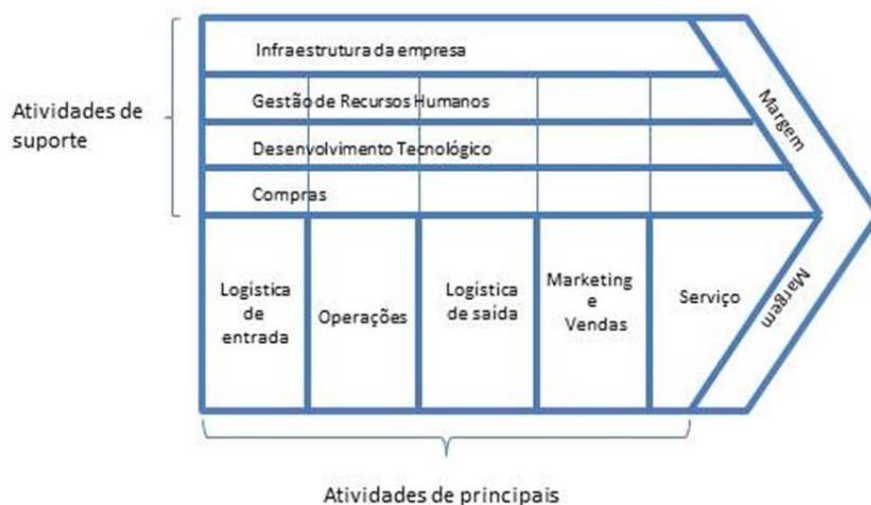 Infraestrutura da empresa
Atividades de
suporte
Gestão de Recursos Humanos
Desenvolvimento Tecnológico
Compras
Margem
Logística
de
entrada
Operações
Logística
de saída
Marketing
e
Vendas
Serviço
Margem
Atividades de principais